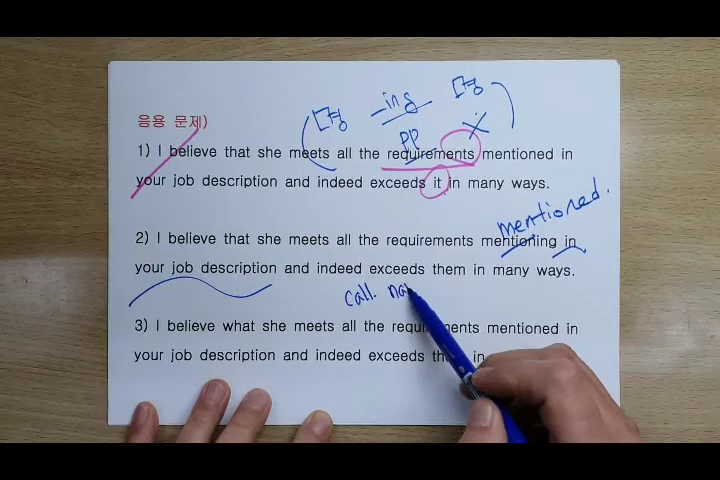 응용 문제)
명 -ing 명
pp X
1) I believe that she meets all the requirements mentioned in
your job description and indeed exceeds it in many ways.
mentioned.
2) I believe that she meets all the requirements mentioning in
your job description and indeed exceeds them in many ways.
call. na
3) I believe what she meets all the requirements mentioned in
your job description and indeed exceeds in